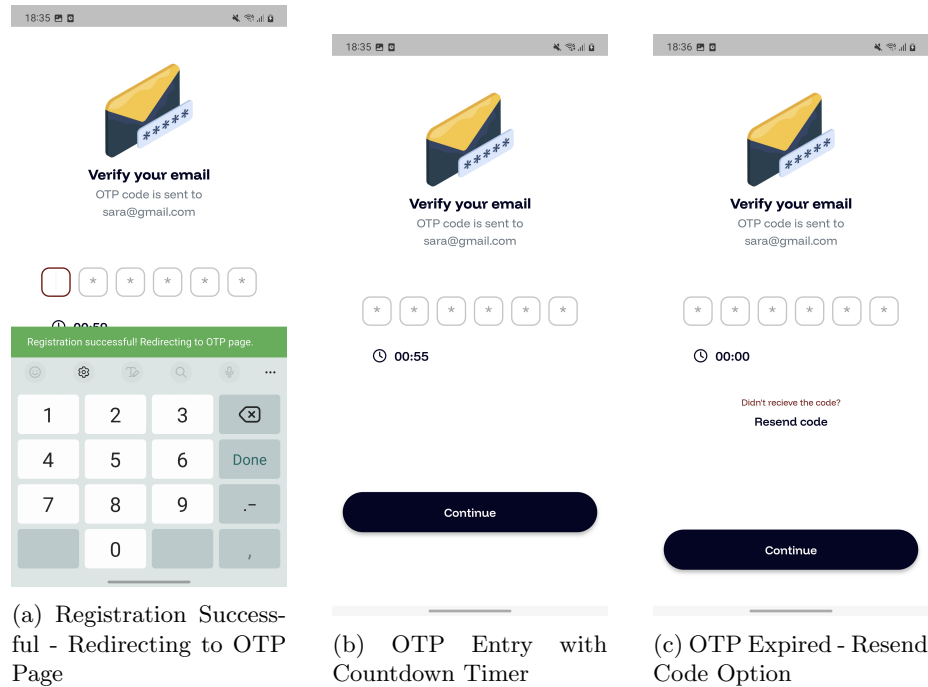 18:35
Verify your email
OTP code is sent to
sara@gmail.com
* * * * * *
00:59
Registration successful! Redirecting to OTP page.
1 2 3
4 5 6 Done
7 8 9 .-
0 ,
(a) Registration Success-
ful - Redirecting to OTP
Page
18:35
Verify your email
OTP code is sent to
sara@gmail.com
* * * * * *
00:55
Continue
(b) OTP Entry with
Countdown Timer
18:36
Verify your email
OTP code is sent to
sara@gmail.com
* * * * * *
00:00
Didn't recieve the code?
Resend code
Continue
(c) OTP Expired - Resend
Code Option